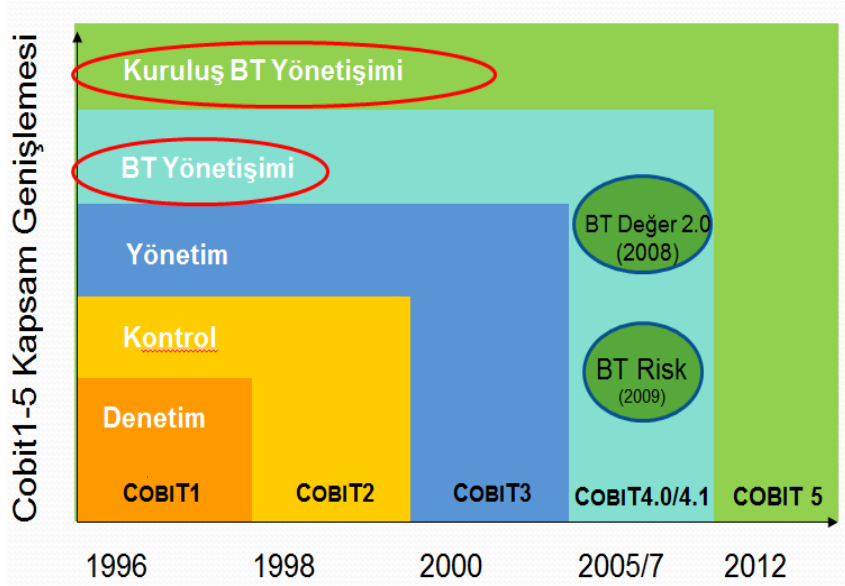 Cobit1-5 Kapsam Genişlemesi
Kuruluş BT Yönetişimi
BT Yönetişimi
BT Değer 2.0
(2008)
Yönetim
Kontrol
BT Risk
(2009)
Denetim
COBIT1
COBIT2
COBIT3
COBIT4.0/4.1
COBIT 5
1996
1998
2000
2005/7
2012